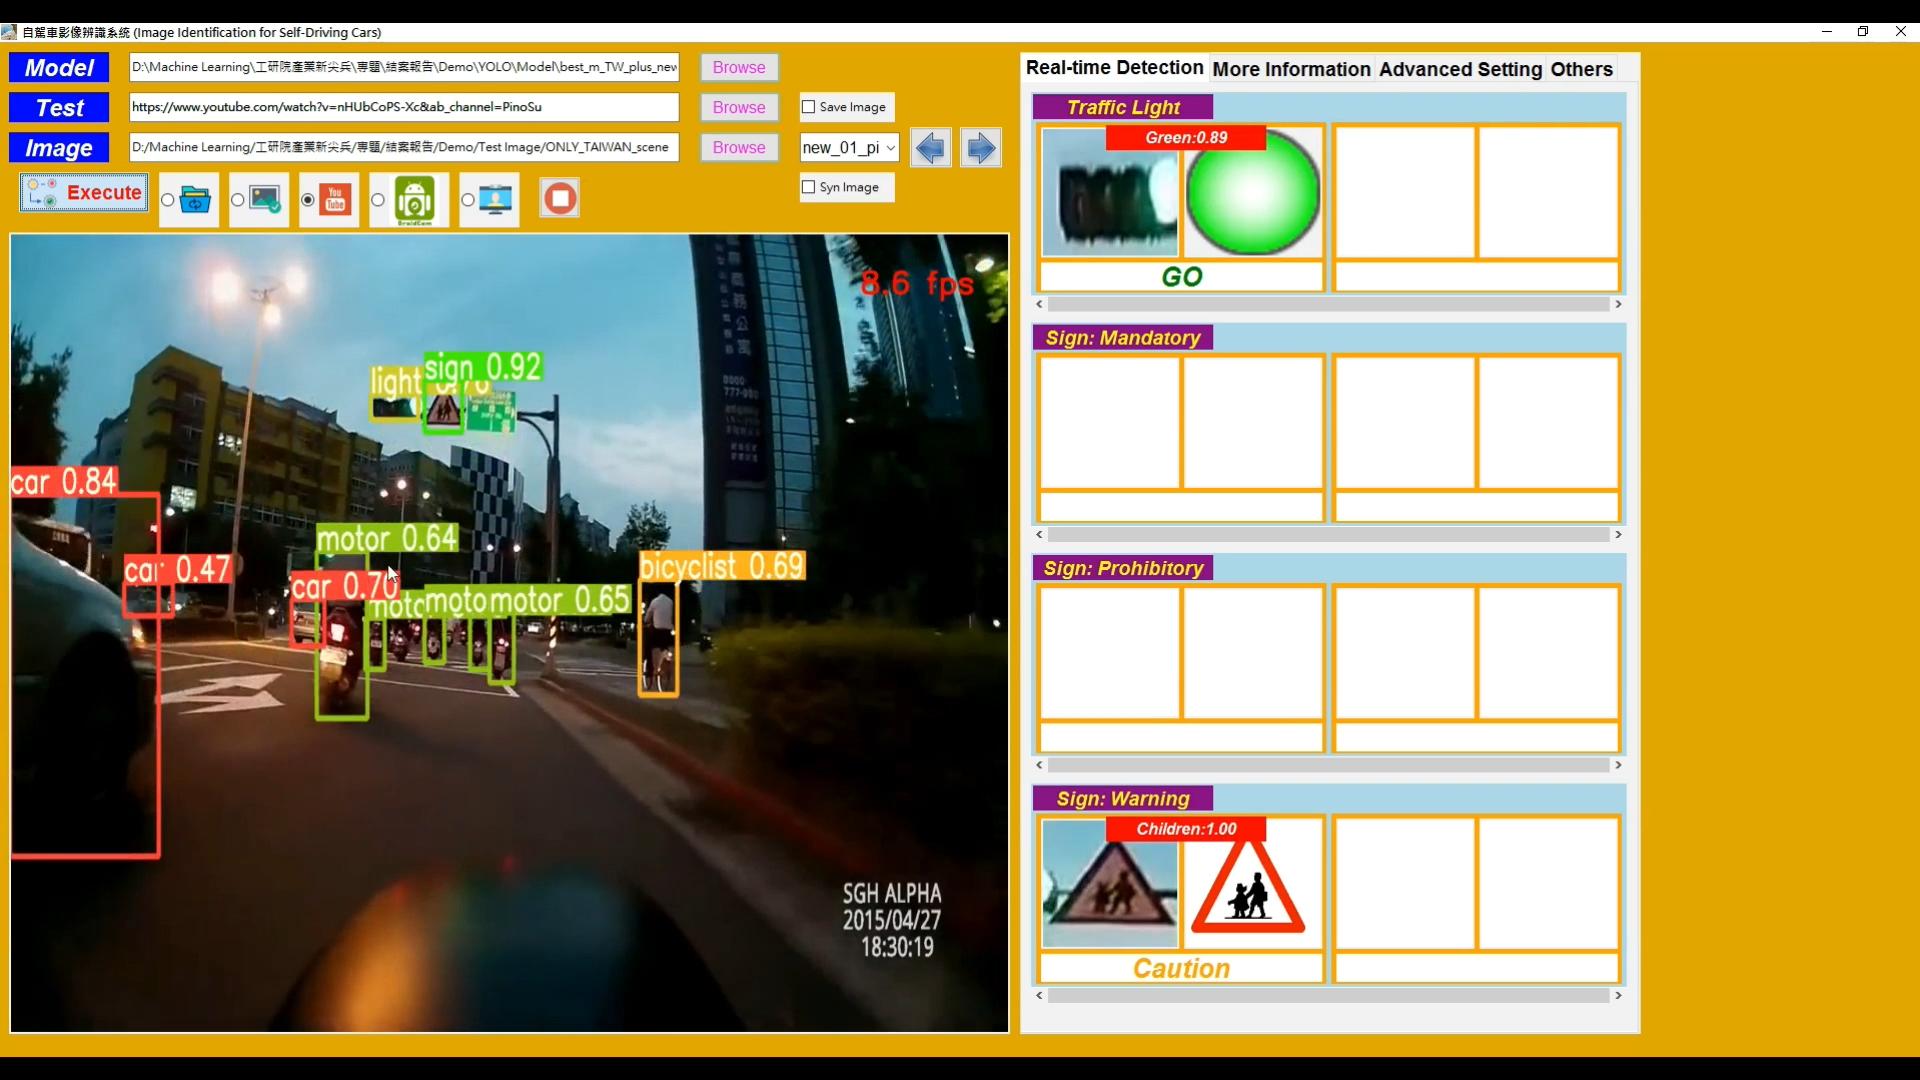 自駕車影像辨識系統 (Image Identification for Self-Driving Cars)
Model
D:\Machine Learning\工研院產業新尖兵\專題\結案報告\Demo\YOLO\Model\best_m_TW_plus_new
Browse
Test
https://www.youtube.com/watch?v=nHUbCoPS-Xc&ab_channel=PinoSu
Browse
Save Image
Image
D:/Machine Learning/工研院產業新尖兵/專題/結案報告/Demo/Test Image/ONLY_TAIWAN_scene
Browse
new_01_pi
Execute
You Tube
DroidCam
Syn Image
8.6 fps
sign 0.92
light
car 0.84
motor 0.64
car 0.47
car 0.70
bicyclist 0.69
motor 0.65
SGH ALPHA
2015/04/27
18:30:19
Real-time Detection
More Information
Advanced Setting
Others
Traffic Light
Green:0.89
GO
Sign: Mandatory
Sign: Prohibitory
Sign: Warning
Children:1.00
Caution